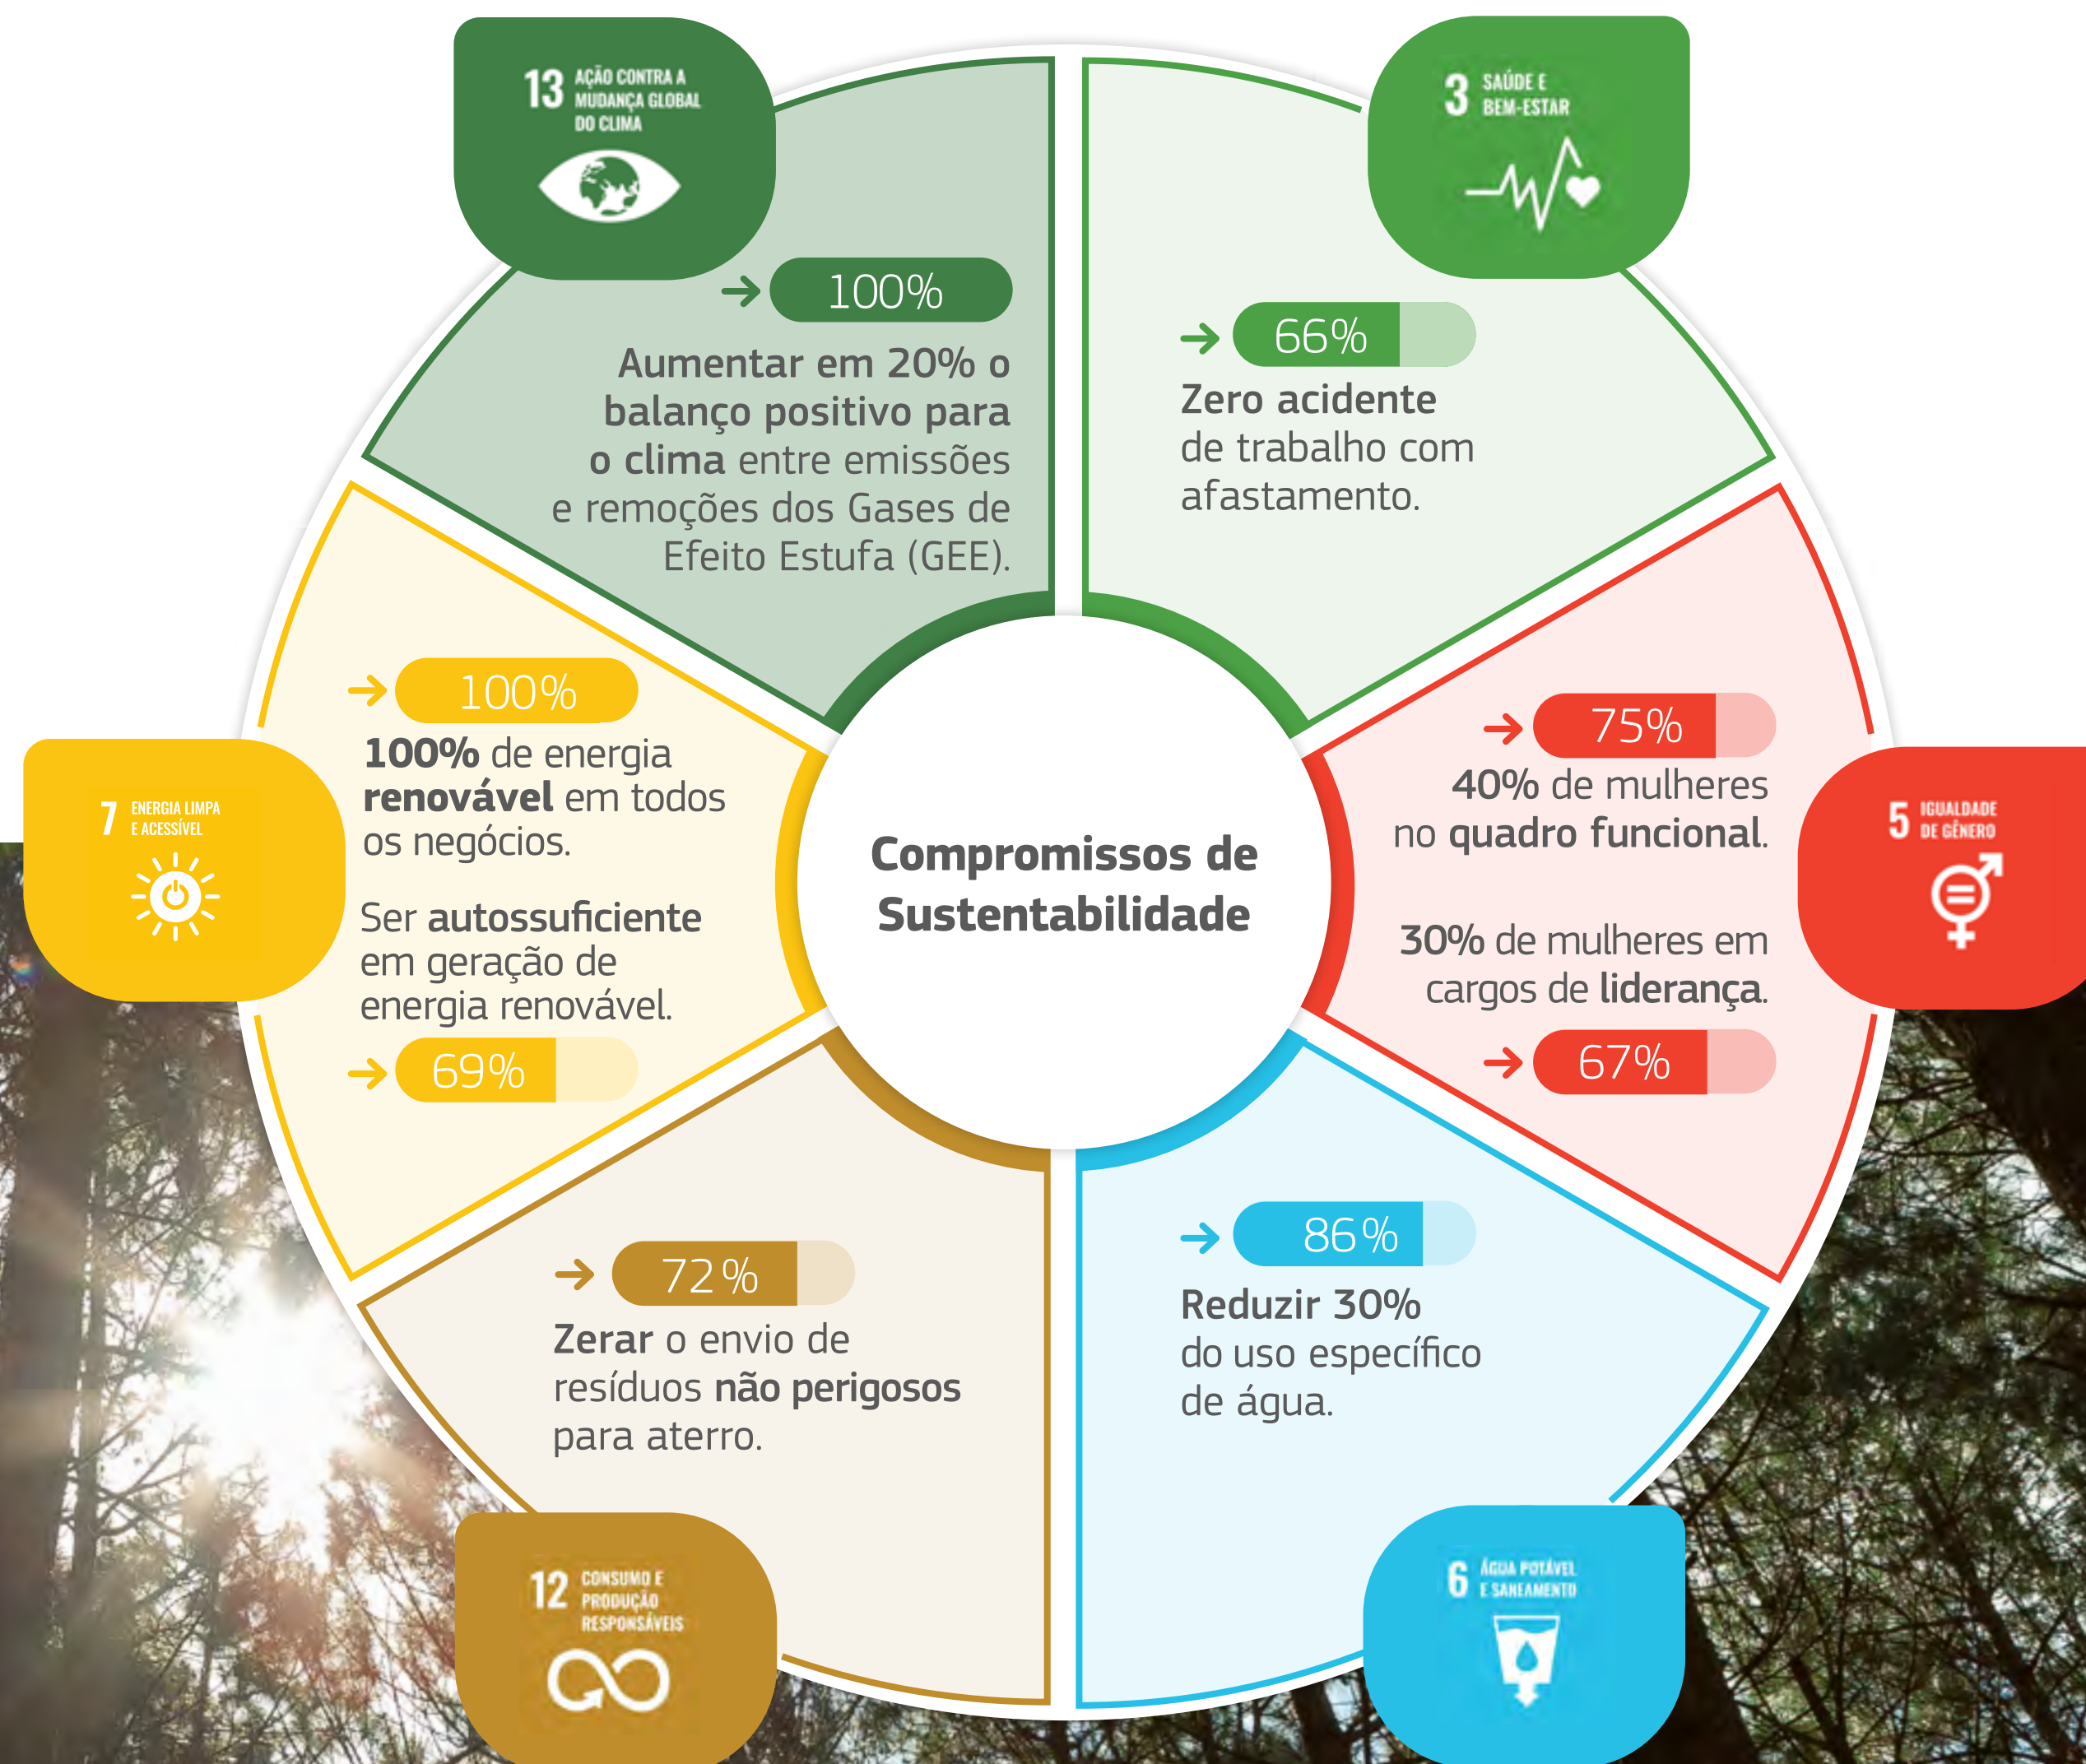 13 AÇÃO CONTRA A
MUDANÇA GLOBAL
DO CLIMA
100%
Aumentar em 20% o
balanço positivo para
o clima entre emissões
e remoções dos Gases de
Efeito Estufa (GEE).
3 SAÚDE E
BEM-ESTAR
66%
Zero acidente
de trabalho com
afastamento.
7 ENERGIA LIMPA
E ACESSÍVEL
100%
100% de energia
renovável em todos
os negócios.
Ser autossuficiente
em geração de
energia renovável.
69%
Compromissos de
Sustentabilidade
5 IGUALDADE
DE GÊNERO
75%
40% de mulheres
no quadro funcional.
30% de mulheres em
cargos de liderança.
67%
72%
Zerar o envio de
resíduos não perigosos
para aterro.
12 CONSUMO E
PRODUÇÃO
RESPONSÁVEIS
86%
Reduzir 30%
do uso específico
de água.
6 ÁGUA POTÁVEL
E SANEAMENTO